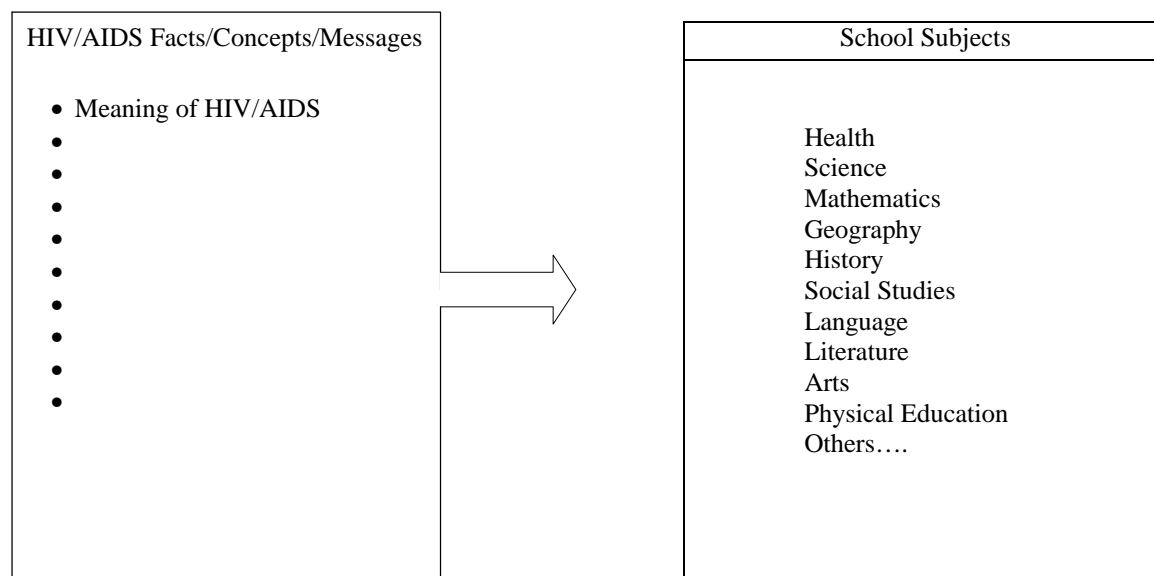 HIV/AIDS Facts/Concepts/Messages
• Meaning of HIV/AIDS
•
•
•
•
•
•
•
•
•
School Subjects
Health
Science
Mathematics
Geography
History
Social Studies
Language
Literature
Arts
Physical Education
Others….